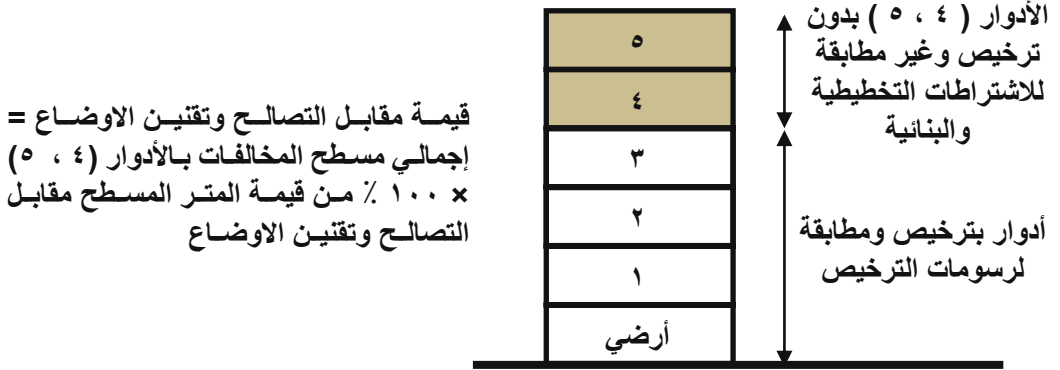 الأدوار ( ٤ ، ٥ ) بدون
ترخيص وغير مطابقة
للاشتراطات التخطيطية
والبنائية
أدوار بترخيص ومطابقة
لرسومات الترخيص
٥
٤
٣
٢
١
أرضي
قيمة مقابل التصالح وتقنين الاوضاع =
إجمالي مسطح المخالفات بالأدوار (٤ ، ٥)
× ١٠٠ ٪ من قيمة المتر المسطح مقابل
التصالح وتقنين الاوضاع